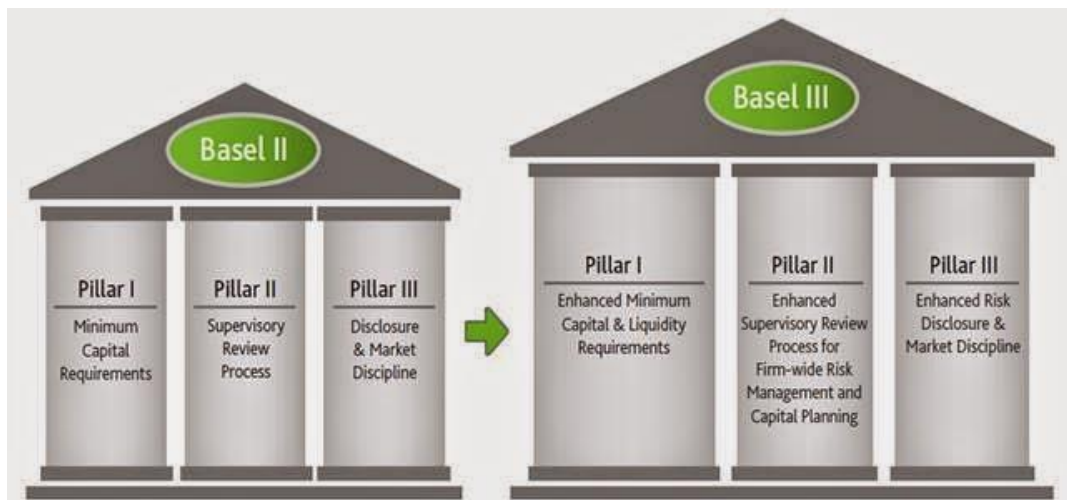 Basel II
Pillar I
Minimum
Capital
Requirements
Pillar II
Supervisory
Review
Process
Pillar III
Disclosure
& Market
Discipline
Basel III
Pillar I
Enhanced Minimum
Capital & Liquidity
Requirements
Pillar II
Enhanced
Supervisory Review
Process for
Firm-wide Risk
Management and
Capital Planning
Pillar III
Enhanced Risk
Disclosure &
Market Discipline